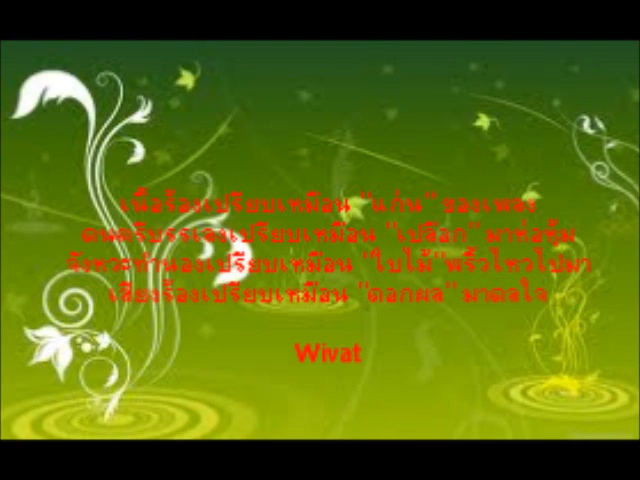 เนื้อร้องเปรียบเหมือน "แก่น" ของเพลง
ดนตรีบรรเลงเปรียบเหมือน "เปลือก" มาห่อหุ้ม
จังหวะทำนองเปรียบเหมือน "ใบไม้" พริ้วไหวไปมา
เสียงร้องเปรียบเหมือน "ดอกผล" มาดลใจ
Wivat